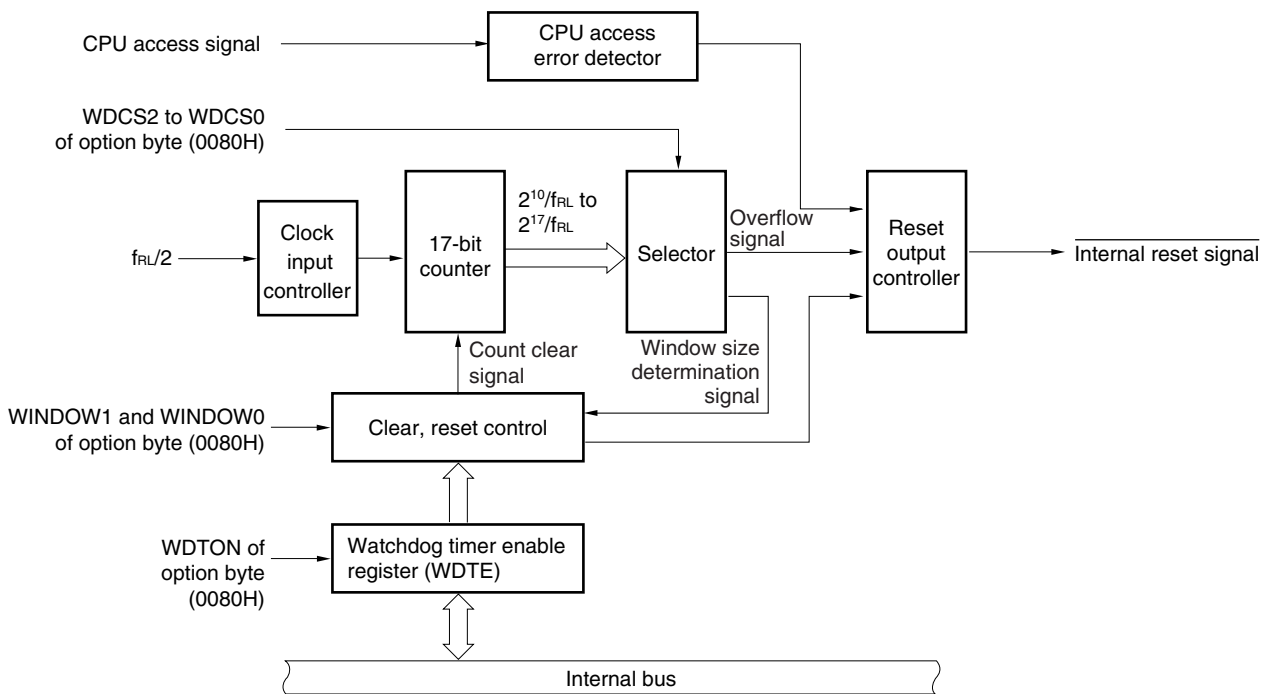 CPU access signal
CPU access
error detector
WDCS2 to WDCS0
of option byte (0080H)
fRL/2
Clock
input
controller
17-bit
counter
2¹⁰/fRL to
2¹⁷/fRL
Selector
Overflow
signal
Reset
output
controller
Internal reset signal
Count clear
signal
Window size
determination
signal
WINDOW1 and WINDOW0
of option byte (0080H)
Clear, reset control
WDTON of
option byte
(0080H)
Watchdog timer enable
register (WDTE)
Internal bus